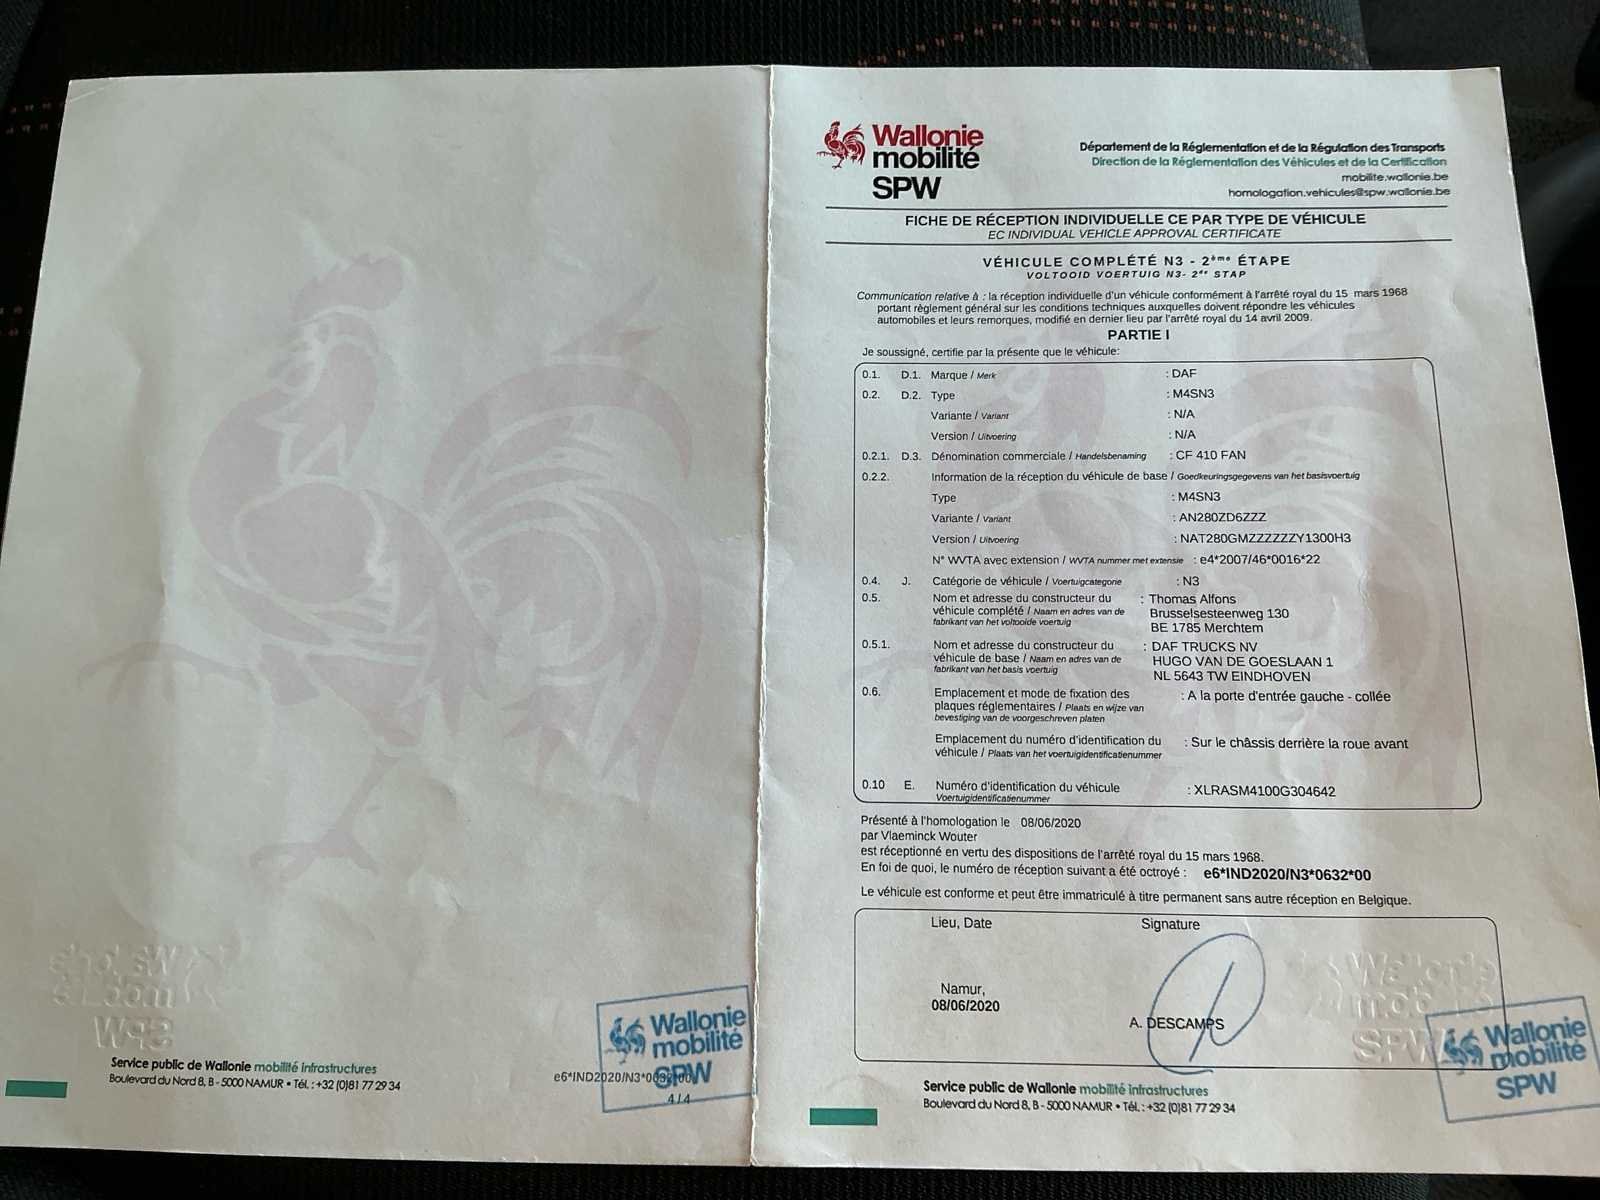 Wallonie
mobilité
SPW
Service public de Wallonie mobilité infrastructures
Boulevard du Nord 8, B - 5000 NAMUR • Tél. : +32 (0)81 77 29 34
e6*IND2020/N3*0632*00
4 / 4
Wallonie
mobilité
SPW
Wallonie
mobilité
SPW
Département de la Réglementation et de la Régulation des Transports
Direction de la Réglementation des Véhicules et de la Certification
mobilite.wallonie.be
homologation.vehicules@spw.wallonie.be
FICHE DE RÉCEPTION INDIVIDUELLE CE PAR TYPE DE VÉHICULE
EC INDIVIDUAL VEHICLE APPROVAL CERTIFICATE
VÉHICULE COMPLÉTÉ N3 - 2ème ÉTAPE
VOLTOOID VOERTUIG N3- 2de STAP
Communication relative à : la réception individuelle d'un véhicule conformément à l'arrêté royal du 15 mars 1968
portant règlement général sur les conditions techniques auxquelles doivent répondre les véhicules
automobiles et leurs remorques, modifié en dernier lieu par l'arrêté royal du 14 avril 2009.
PARTIE I
Je soussigné, certifie par la présente que le véhicule:
0.1. D.1. Marque / Merk : DAF
0.2. D.2. Type : M4SN3
Variante / Variant : N/A
Version / Uitvoering : N/A
0.2.1. D.3. Dénomination commerciale / Handelsbenaming : CF 410 FAN
0.2.2. Information de la réception du véhicule de base / Goedkeuringsgegevens van het basisvoertuig
Type : M4SN3
Variante / Variant : AN280ZD6ZZZ
Version / Uitvoering : NAT280GMZZZZZZY1300H3
N° WVTA avec extension / WVTA nummer met extensie : e4*2007/46*0016*22
0.4. J. Catégorie de véhicule / Voertuigcategorie : N3
0.5. Nom et adresse du constructeur du : Thomas Alfons
véhicule complété / Naam en adres van de Brusselsesteenweg 130
fabrikant van het voltooide voertuig BE 1785 Merchtem
0.5.1. Nom et adresse du constructeur du : DAF TRUCKS NV
véhicule de base / Naam en adres van de HUGO VAN DE GOESLAAN 1
fabrikant van het basis voertuig NL 5643 TW EINDHOVEN
0.6. Emplacement et mode de fixation des : A la porte d'entrée gauche - collée
plaques réglementaires / Plaats en wijze van
bevestiging van de voorgeschreven platen
Emplacement du numéro d'identification du : Sur le châssis derrière la roue avant
véhicule / Plaats van het voertuigidentificatienummer
0.10 E. Numéro d'identification du véhicule : XLRASM4100G304642
Voertuigidentificatienummer
Présenté à l'homologation le 08/06/2020
par Vlaeminck Wouter
est réceptionné en vertu des dispositions de l'arrêté royal du 15 mars 1968.
En foi de quoi, le numéro de réception suivant a été octroyé : e6*IND2020/N3*0632*00
Le véhicule est conforme et peut être immatriculé à titre permanent sans autre réception en Belgique.
Lieu, Date Signature
Namur,
08/06/2020
A. DESCAMPS
Wallonie
mobilité
SPW
Wallonie
mobilité
SPW
Service public de Wallonie mobilité infrastructures
Boulevard du Nord 8, B - 5000 NAMUR • Tél. : +32 (0)81 77 29 34